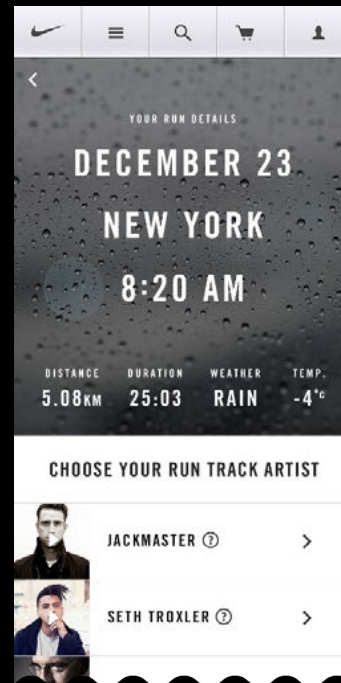 YOUR RUN DETAILS
DECEMBER 23
NEW YORK
8:20 AM
DISTANCE DURATION WEATHER TEMP.
5.08KM 25:03 RAIN -4°C
CHOOSE YOUR RUN TRACK ARTIST
JACKMASTER ?
SETH TROXLER ?